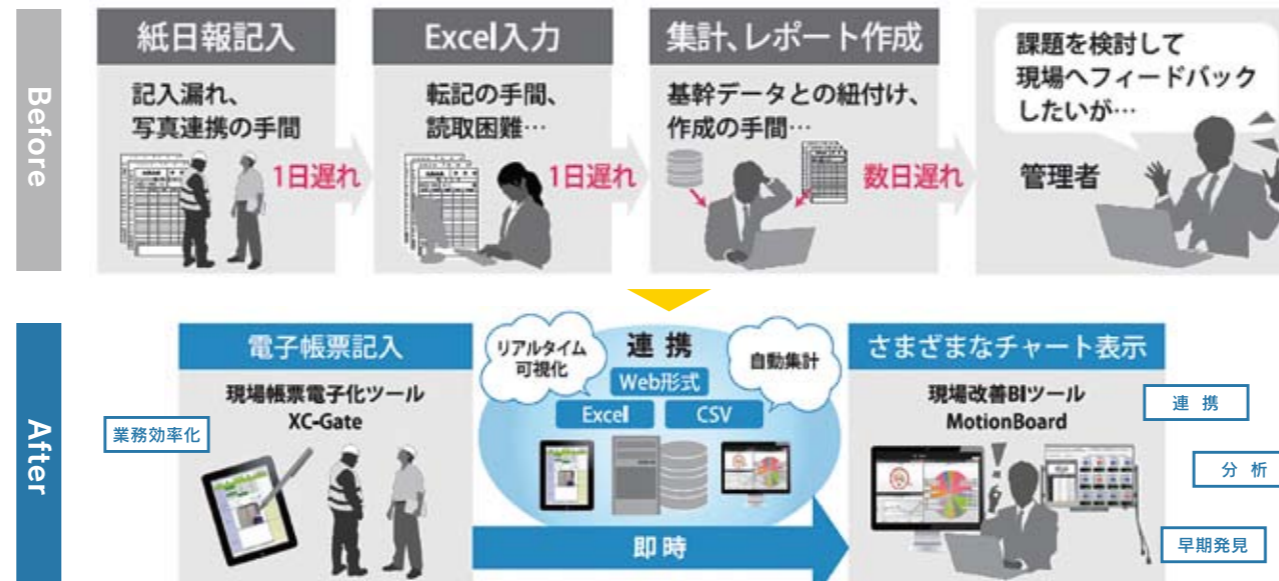 Before
紙日報記入
記入漏れ、
写真連携の手間
1日遅れ
Excel入力
転記の手間、
読取困難…
1日遅れ
集計、レポート作成
基幹データとの紐付け、
作成の手間…
数日遅れ
課題を検討して
現場へフィードバック
したいが…
管理者
After
業務効率化
電子帳票記入
現場帳票電子化ツール
XC-Gate
リアルタイム
可視化
連携
自動集計
Web形式
Excel
CSV
即時
さまざまなチャート表示
現場改善BIツール
MotionBoard
連携
分析
早期発見